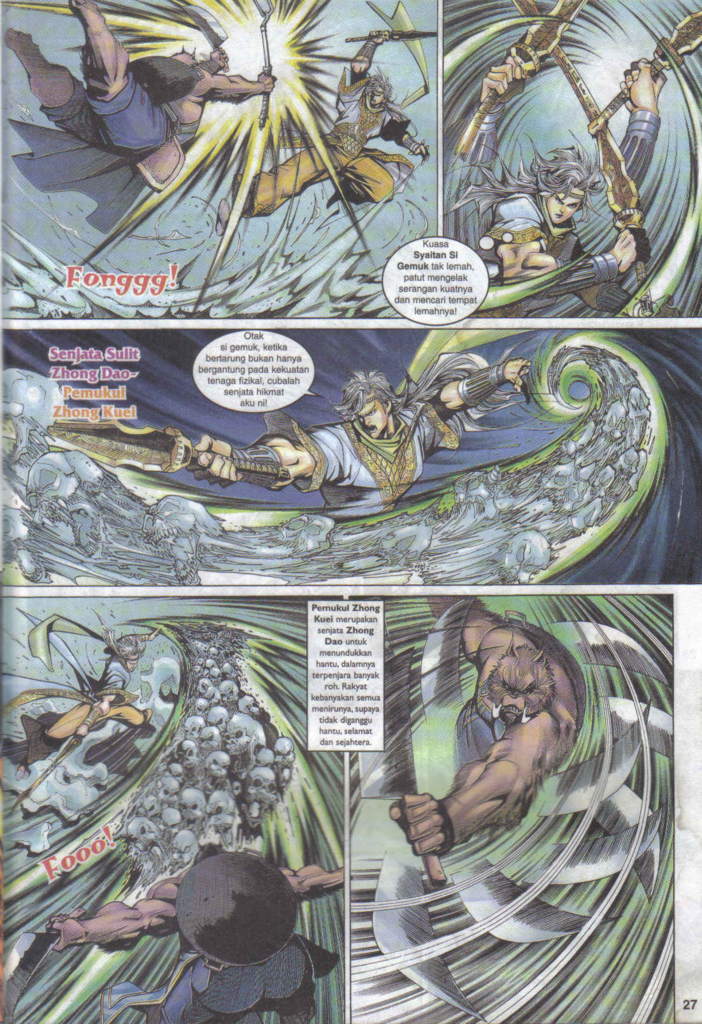 Fonggg!
Kuasa
Syaitan Si
Gemuk tak lemah,
patut mengelak
serangan kuatnya
dan mencari tempat
lemahnya!
Senjata Sulit
Zhong Dao-
Pemukul
Zhong Kuei
Otak
si gemuk, ketika
bertarung bukan hanya
bergantung pada kekuatan
tenaga fizikal, cubalah
senjata hikmat
aku ni!
Pemukul Zhong
Kuei merupakan
senjata Zhong
Dao untuk
menundukkan
hantu, dalamnya
terpenjara banyak
roh. Rakyat
kebanyakan semua
menirunya, supaya
tidak diganggu
hantu, selamat
dan sejahtera.
Fooo!
27